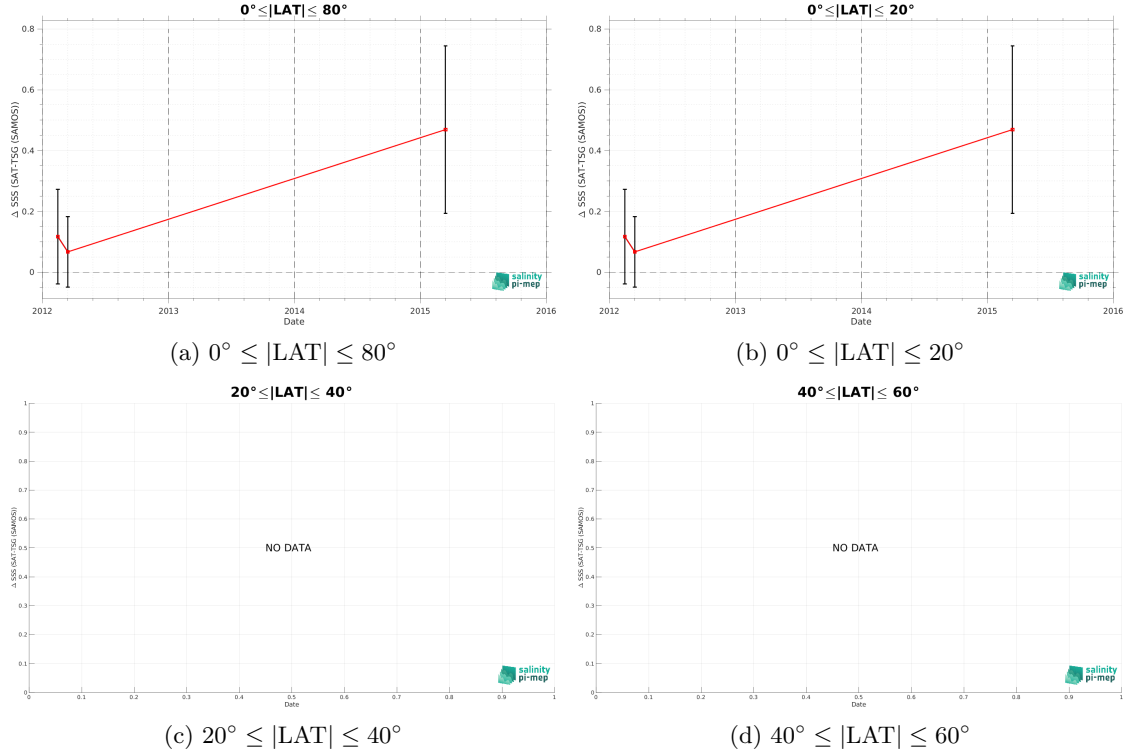 0°≤|LAT|≤ 80°
0.8
0.6
0.4
0.2
0
Δ SSS (SAT-TSG (SAMOS))
2012
2013
2014
2015
2016
Date
salinity
pi-mep
(a) 0° ≤ |LAT| ≤ 80°
0°≤|LAT|≤ 20°
0.8
0.6
0.4
0.2
0
Δ SSS (SAT-TSG (SAMOS))
2012
2013
2014
2015
2016
Date
salinity
pi-mep
(b) 0° ≤ |LAT| ≤ 20°
20°≤|LAT|≤ 40°
1
0.9
0.8
0.7
0.6
0.5
0.4
0.3
0.2
0.1
0
Δ SSS (SAT-TSG (SAMOS))
NO DATA
0
0.1
0.2
0.3
0.4
0.5
0.6
0.7
0.8
0.9
1
Date
salinity
pi-mep
(c) 20° ≤ |LAT| ≤ 40°
40°≤|LAT|≤ 60°
1
0.9
0.8
0.7
0.6
0.5
0.4
0.3
0.2
0.1
0
Δ SSS (SAT-TSG (SAMOS))
NO DATA
0
0.1
0.2
0.3
0.4
0.5
0.6
0.7
0.8
0.9
1
Date
salinity
pi-mep
(d) 40° ≤ |LAT| ≤ 60°